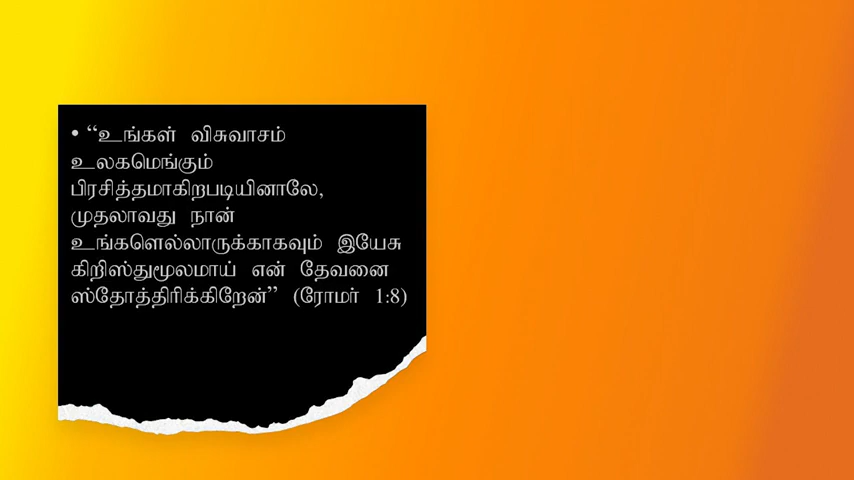 • “உங்கள் விசுவாசம்
உலகமெங்கும்
பிரசித்தமாகிறபடியினாலே,
முதலாவது நான்
உங்களெல்லாருக்காகவும் இயேசு
கிறிஸ்துமூலமாய் என் தேவனை
ஸ்தோத்திரிக்கிறேன்” (ரோமர் 1:8)